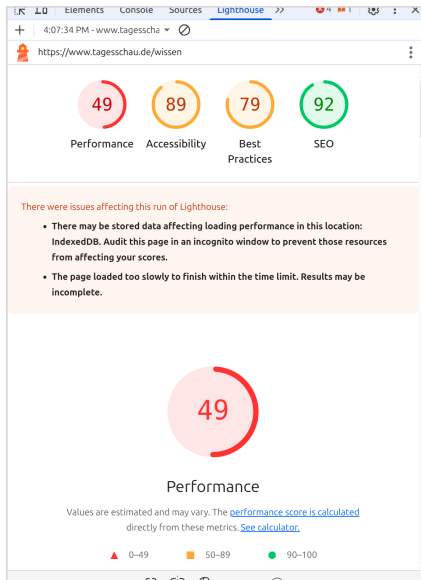 Elements Console Sources Lighthouse 4 1
4:07:34 PM - www.tagesscha
https://www.tagesschau.de/wissen
49 89 79 92
Performance Accessibility Best Practices SEO
There were issues affecting this run of Lighthouse:
• There may be stored data affecting loading performance in this location:
IndexedDB. Audit this page in an incognito window to prevent those resources
from affecting your scores.
• The page loaded too slowly to finish within the time limit. Results may be
incomplete.
49
Performance
Values are estimated and may vary. The performance score is calculated
directly from these metrics. See calculator.
0–49 50–89 90–100